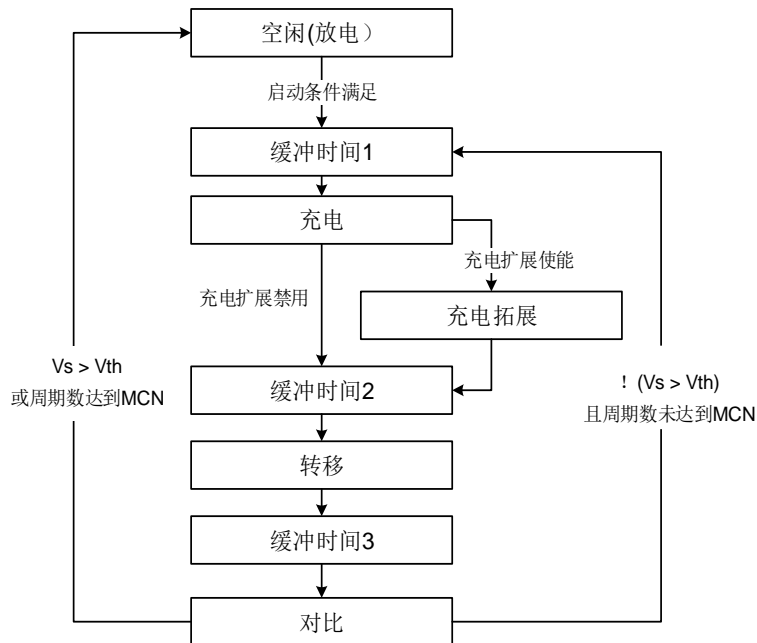 空闲(放电）
启动条件满足
缓冲时间1
充电
充电扩展使能
充电扩展禁用
充电拓展
Vs > Vth
或周期数达到MCN
缓冲时间2
！(Vs > Vth)
且周期数未达到MCN
转移
缓冲时间3
对比